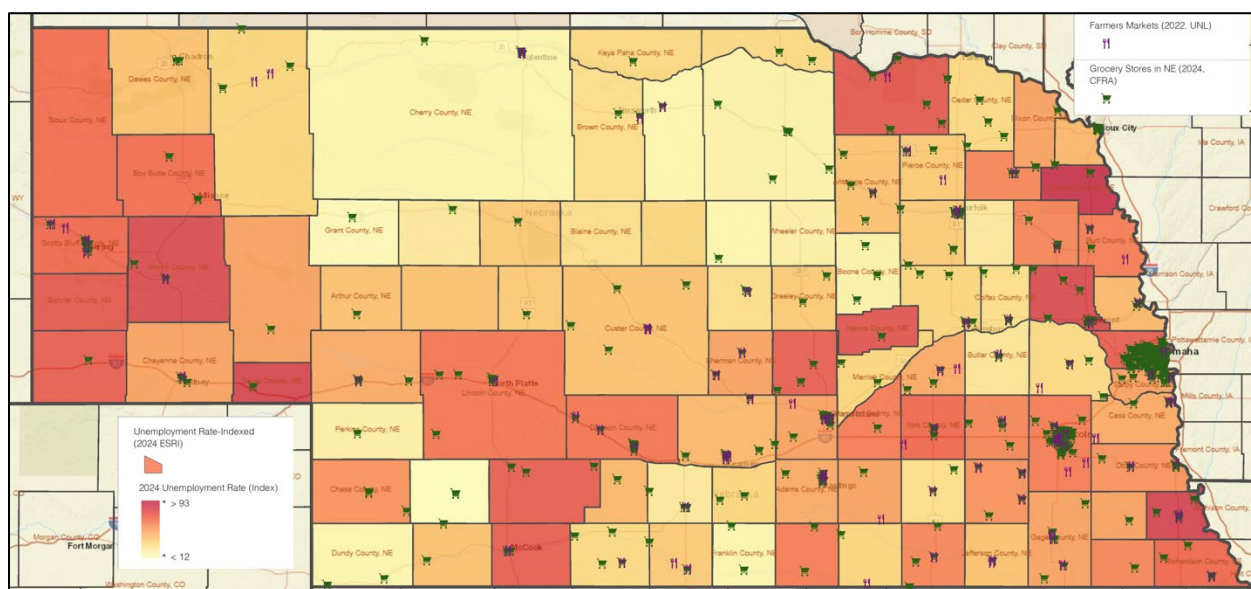 Bon Homme County, SD
Clay County, SD
Farmers Markets (2022, UNL)
Grocery Stores in NE (2024,
CFRA)
Chadron
Dawes County, NE
Sioux County, NE
Valentine
Keya Paha County, NE
Cherry County, NE
Brown County, NE
Cedar County, NE
Dixon County, NE
Sioux City
Ida County, IA
Pierce County, NE
Antelope County, NE
Box Butte County, NE
Alliance
WY
Crawford Co
Nebraska
Norfolk
Grant County, NE
Blaine County, NE
Wheeler County, NE
Scotts Bluff County, NE
Gering
Morrill County, NE
Boone County, NE
Burt County, NE
Harrison County, IA
Banner County, NE
Arthur County, NE
Greeley County, NE
Colfax County, NE
Custer County, NE
Nance County, NE
Cheyenne County, NE
Sidney
Sherman County, NE
Butler County, NE
Pottawattamie County, IA
Omaha
North Platte
Lincoln County, NE
Merrick County, NE
Sarpy County, NE
Mills County, IA
Cass County, NE
Perkins County, NE
Dawson County, NE
York County, NE
Fremont County, IA
Chase County, NE
Nebraska
Adams County, NE
Hastings
Otoe County, NE
Dundy County, NE
McCook
Franklin County, NE
Jefferson County, NE
Gage County, NE
Richardson County, NE
Unemployment Rate-Indexed
(2024 ESRI)
2024 Unemployment Rate (Index)
> 93
< 12
CO
Morgan County, CO
Fort Morgan
Washington County, CO